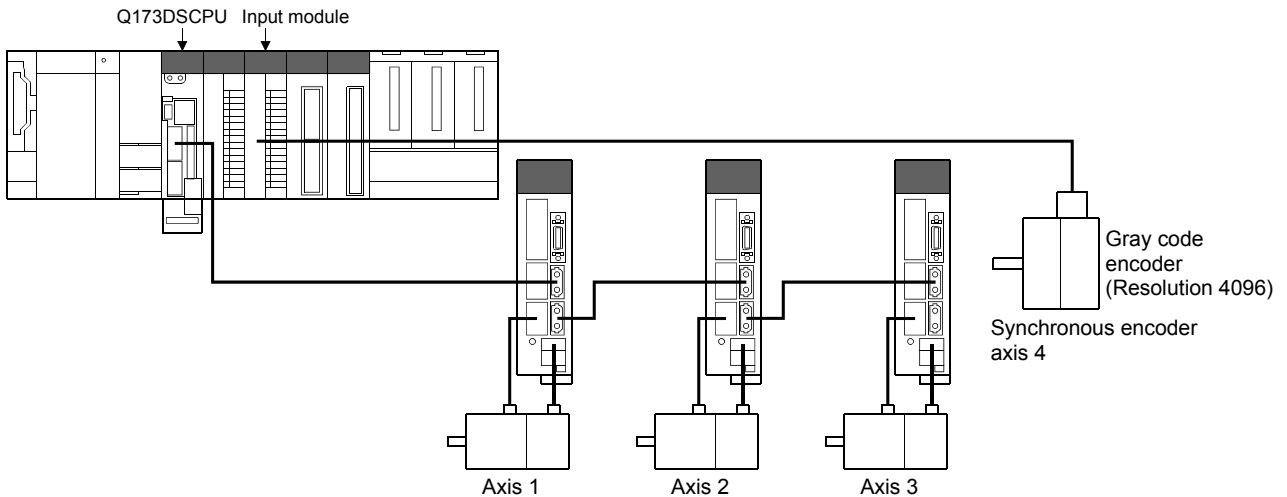 Q173DSCPU
Input module
Gray code
encoder
(Resolution 4096)
Synchronous encoder
axis 4
Axis 1
Axis 2
Axis 3